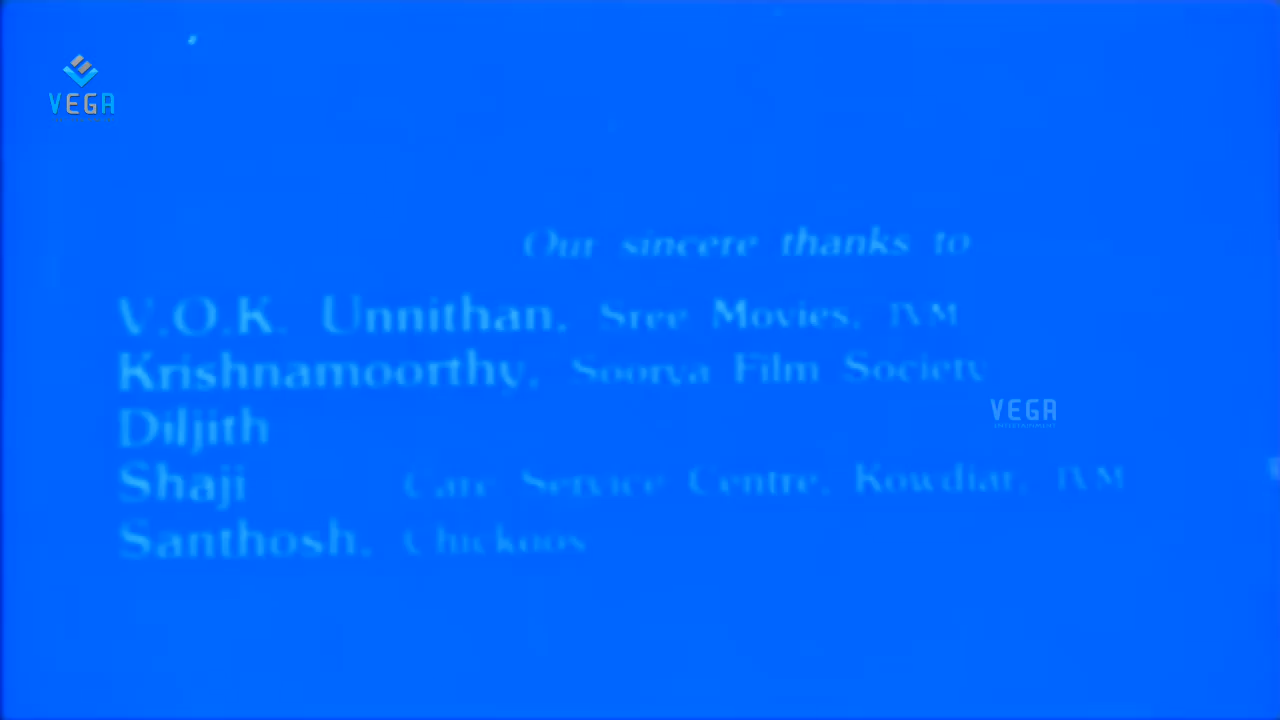 VEGA
Our sincere thanks to
V.O.K. Unnithan, Sree Movies, TVM
Krishnamoorthy, Soorya Film Society
VEGA
ENTERTAINMENT
Diljith
Shaji Care Service Centre, Kowdiar, TVM
Santhosh, Chickoos